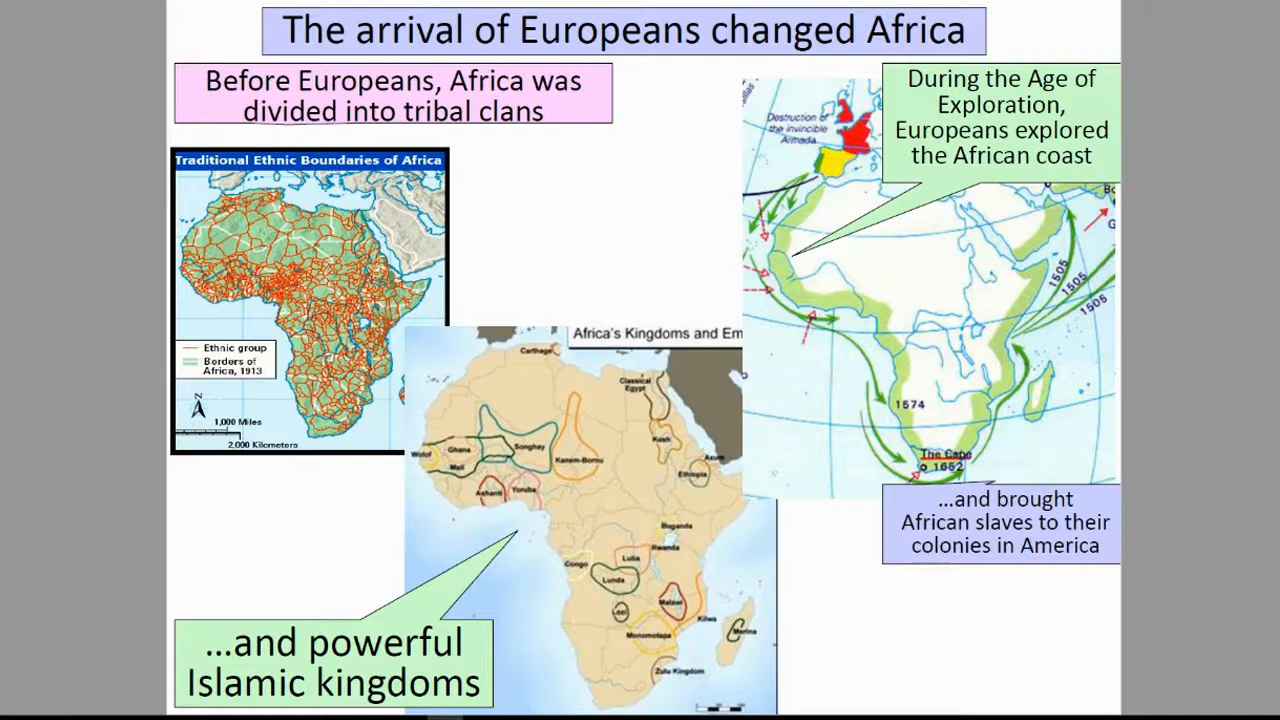 The arrival of Europeans changed Africa
Before Europeans, Africa was
divided into tribal clans
During the Age of
Exploration,
Europeans explored
the African coast
Traditional Ethnic Boundaries of Africa
Ethnic group
Borders of
Africa, 1913
N
1,000 Miles
2,000 Kilometers
Destruction of
the invincible
Armada
1505
1505
1505
1574
The Cape
1652
Africa's Kingdoms and Em
Carthage
Classical
Egypt
Kush
Axum
Ethiopia
Wolof
Ghana
Mali
Songhay
Kanem-Bornu
Ashanti
Yoruba
Buganda
Rwanda
Congo
Luba
Lunda
Lozi
Malawi
Kilwa
Monomotapa
Merina
Zulu Kingdom
...and brought
African slaves to their
colonies in America
...and powerful
Islamic kingdoms